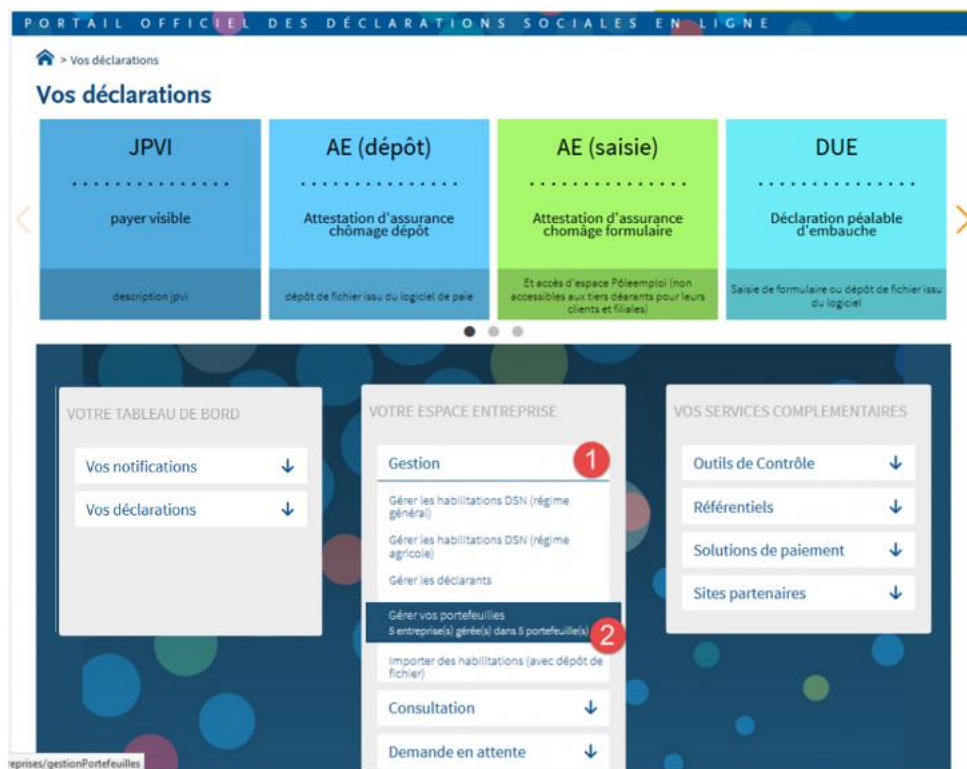 PORTAIL OFFICIEL DES DÉCLARATIONS SOCIALES EN LIGNE
> Vos déclarations
Vos déclarations
JPVI
payer visible
description jpvi
AE (dépôt)
Attestation d'assurance
chômage dépôt
dépôt de fichier issu du logiciel de paie
AE (saisie)
Attestation d'assurance
chomâge formulaire
Et accès d'espace Pôleemploi (non
accessibles aux tiers déarants pour leurs
clients et filiales)
DUE
Déclaration péalable
d'embauche
Saisie de formulaire ou dépôt de fichier issu
du logiciel
VOTRE TABLEAU DE BORD
Vos notifications
Vos déclarations
VOTRE ESPACE ENTREPRISE
Gestion
1
Gérer les habilitations DSN (régime
général)
Gérer les habilitations DSN (régime
agricole)
Gérer les déclarants
Gérer vos portefeuilles
5 entreprise(s) gérée(s) dans 5 portefeuille(s)
2
Importer des habilitations (avec dépôt de
fichier)
Consultation
Demande en attente
VOS SERVICES COMPLEMENTAIRES
Outils de Contrôle
Référentiels
Solutions de paiement
Sites partenaires
reprises/gestionPortefeuilles